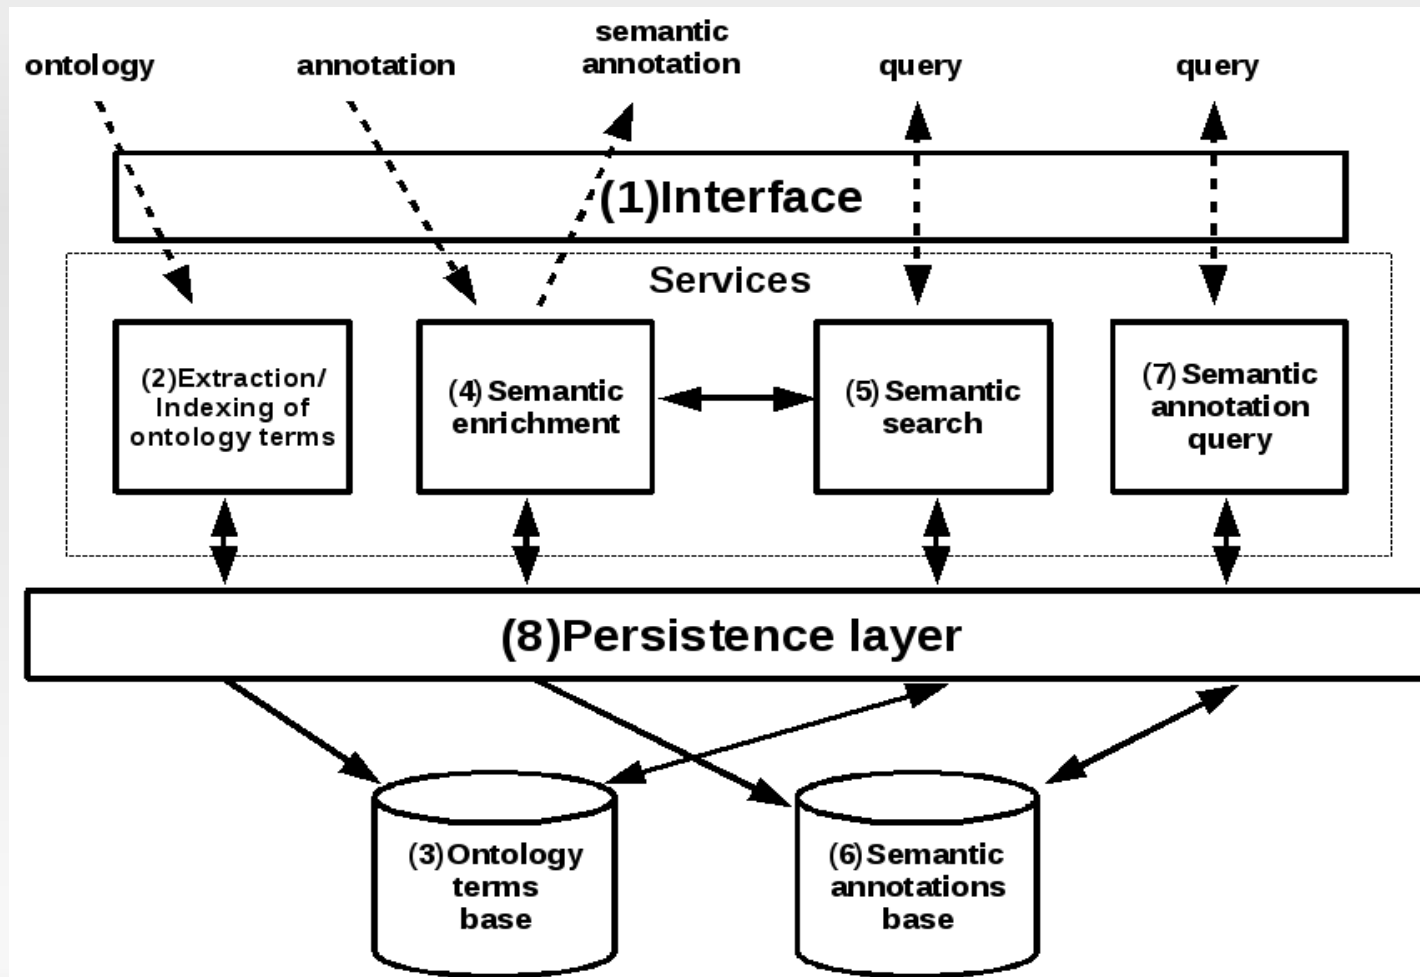 ontology
annotation
semantic
annotation
query
query
(1)Interface
Services
(2)Extraction/
Indexing of
ontology terms
(4) Semantic
enrichment
(5) Semantic
search
(7) Semantic
annotation
query
(8)Persistence layer
(3)Ontology
terms
base
(6)Semantic
annotations
base